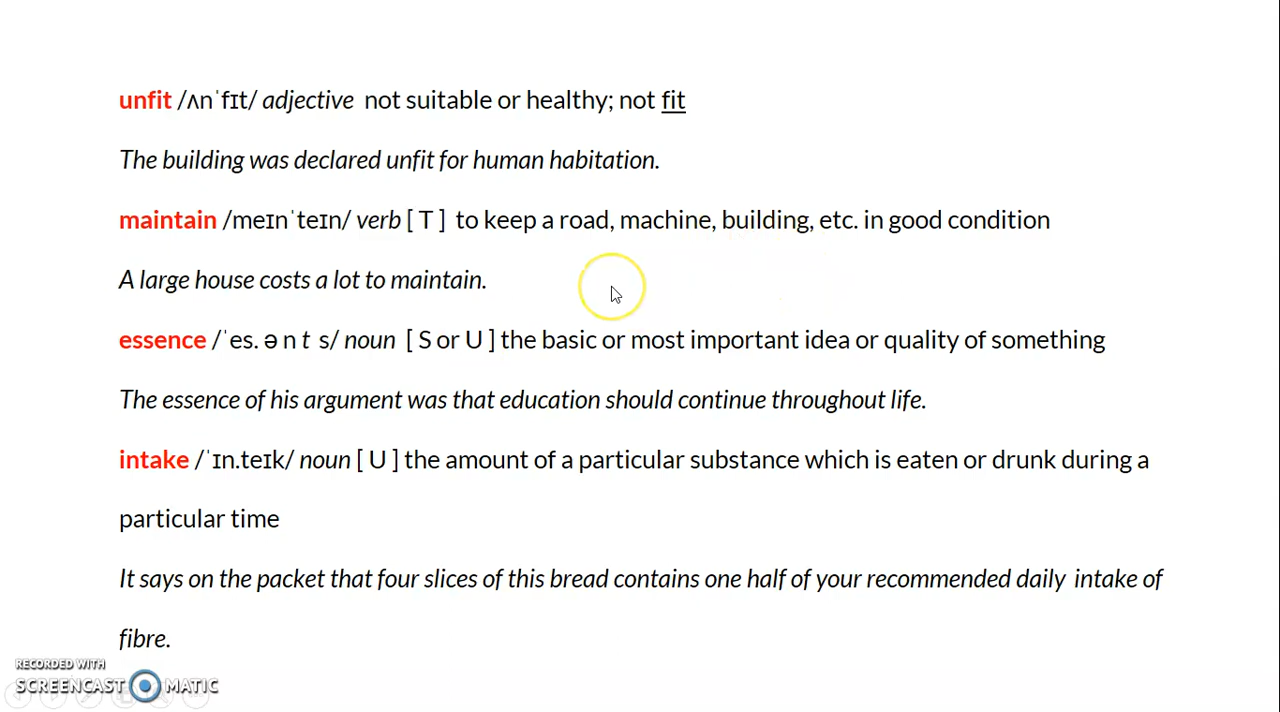 unfit /ʌnˈfɪt/ adjective not suitable or healthy; not fit
The building was declared unfit for human habitation.
maintain /meɪnˈteɪn/ verb [ T ] to keep a road, machine, building, etc. in good condition
A large house costs a lot to maintain.
essence /ˈes. ə n t s/ noun [ S or U ] the basic or most important idea or quality of something
The essence of his argument was that education should continue throughout life.
intake /ˈɪn.teɪk/ noun [ U ] the amount of a particular substance which is eaten or drunk during a
particular time
It says on the packet that four slices of this bread contains one half of your recommended daily intake of
fibre.
RECORDED WITH
SCREENCAST MATIC